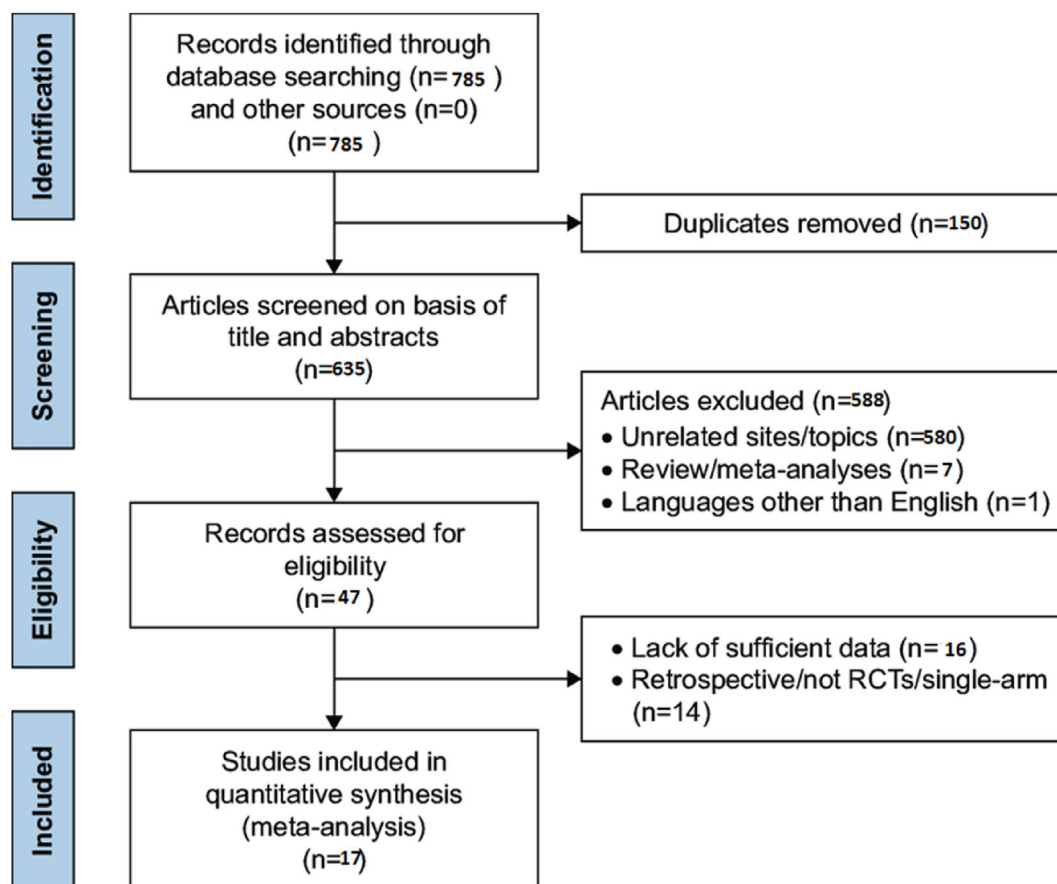 Identification
Records identified through
database searching (n=785 )
and other sources (n=0)
(n=785 )
Duplicates removed (n=150)
Screening
Articles screened on basis of
title and abstracts
(n=635)
Articles excluded (n=588)
• Unrelated sites/topics (n=580)
• Review/meta-analyses (n=7)
• Languages other than English (n=1)
Eligibility
Records assessed for
eligibility
(n=47 )
• Lack of sufficient data (n= 16)
• Retrospective/not RCTs/single-arm
(n=14)
Included
Studies included in
quantitative synthesis
(meta-analysis)
(n=17)